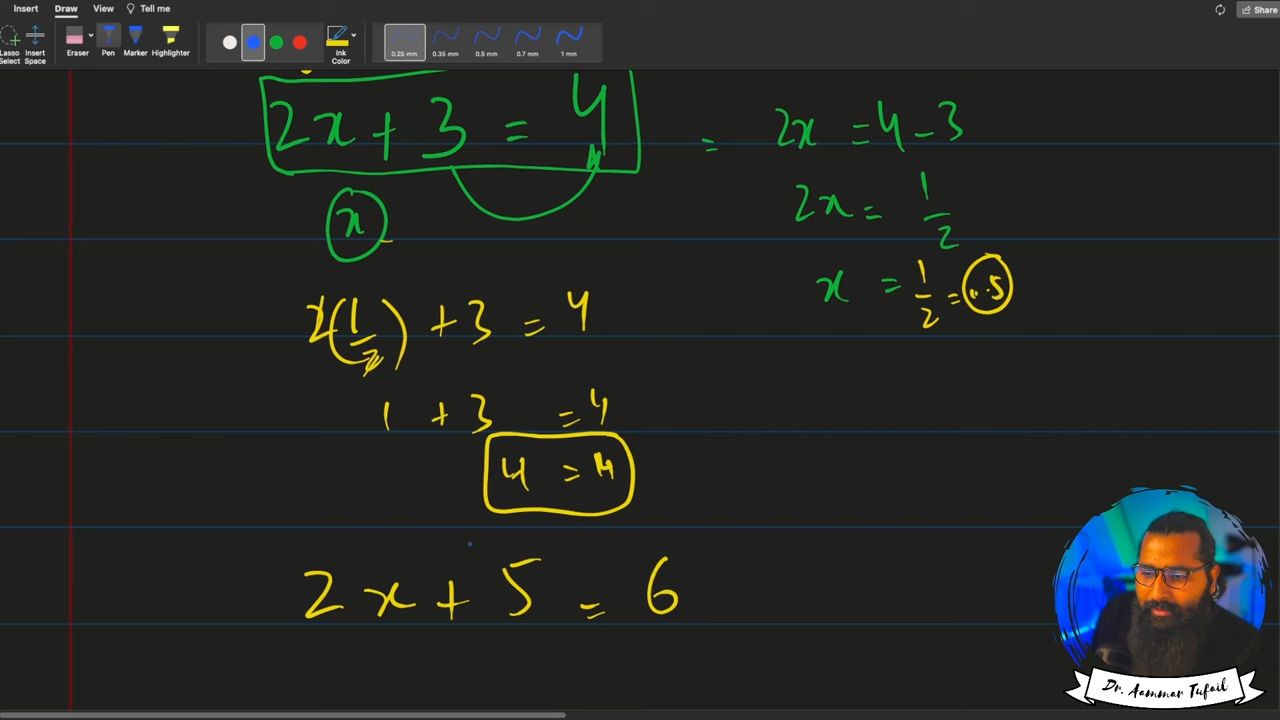 Insert Draw View Tell me
Share
Lasso Select
Insert Space
Eraser
Pen
Marker
Highlighter
Ink Color
0.25 mm
0.35 mm
0.5 mm
0.7 mm
1 mm
2x + 3 = 4
x
= 2x = 4 - 3
2x = 1/2
x = 1/2 = 0.5
2(1/2) + 3 = 4
1 + 3 = 4
4 = 4
2x + 5 = 6
Dr. Aammar Tufail